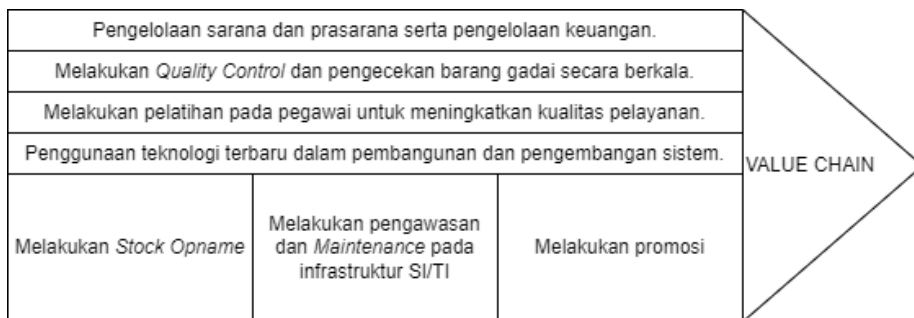 Pengelolaan sarana dan prasarana serta pengelolaan keuangan.
Melakukan Quality Control dan pengecekan barang gadai secara berkala.
Melakukan pelatihan pada pegawai untuk meningkatkan kualitas pelayanan.
Penggunaan teknologi terbaru dalam pembangunan dan pengembangan sistem.
VALUE CHAIN
Melakukan Stock Opname
Melakukan pengawasan
dan Maintenance pada
infrastruktur SI/TI
Melakukan promosi